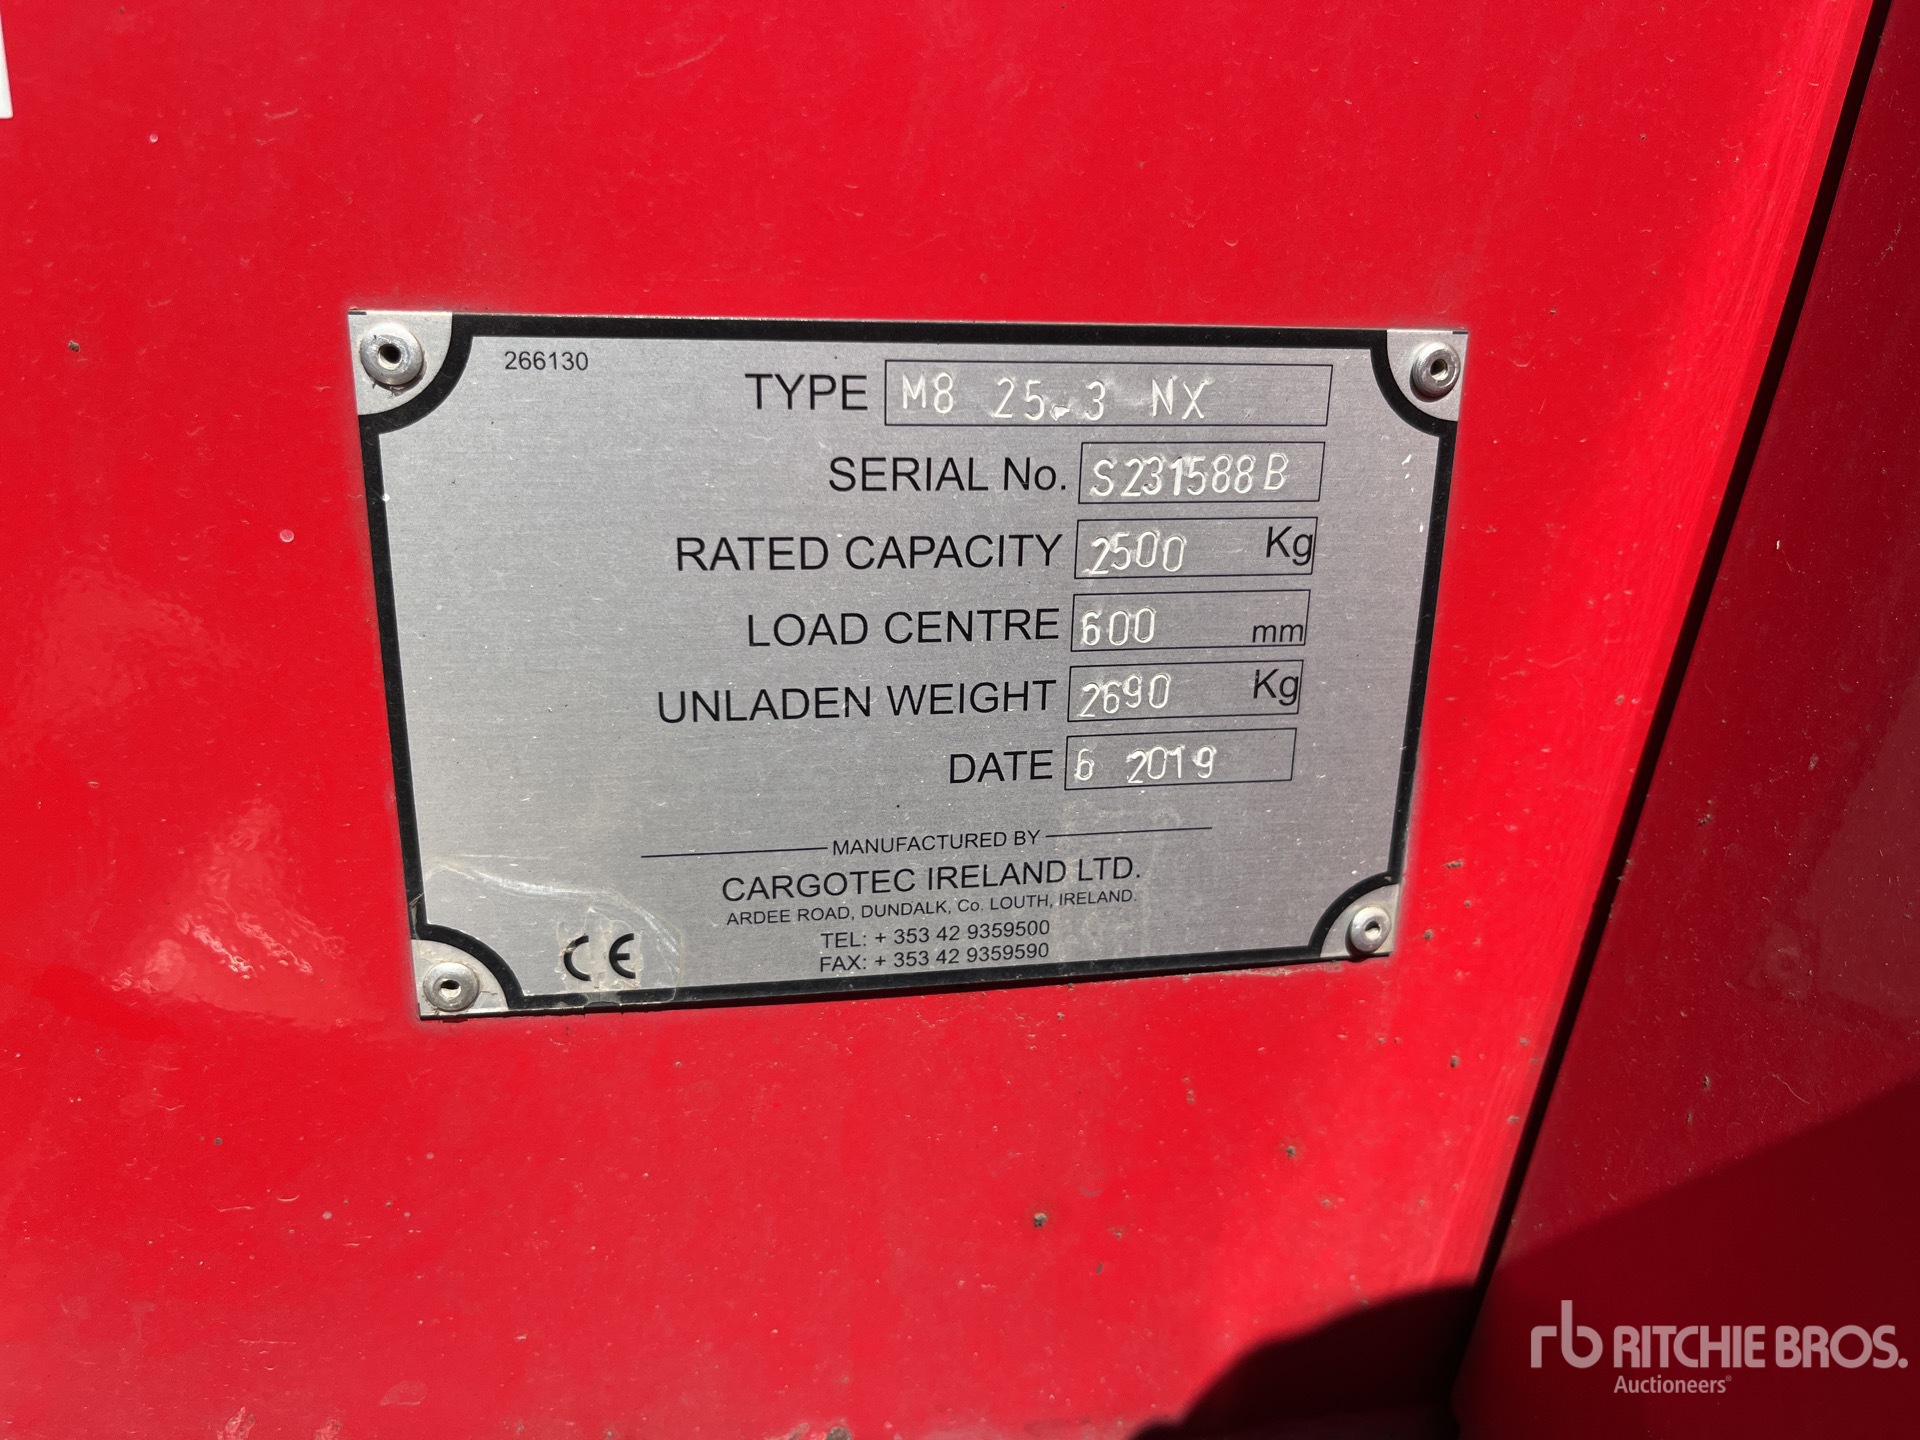 266130
TYPE M8 25.3 NX
SERIAL No. S231588B
RATED CAPACITY 2500 Kg
LOAD CENTRE 600 mm
UNLADEN WEIGHT 2690 Kg
DATE 6 2019
MANUFACTURED BY
CARGOTEC IRELAND LTD.
ARDEE ROAD, DUNDALK, Co. LOUTH, IRELAND.
TEL: + 353 42 9359500
FAX: + 353 42 9359590
CE
rb RITCHIE BROS.
Auctioneers®